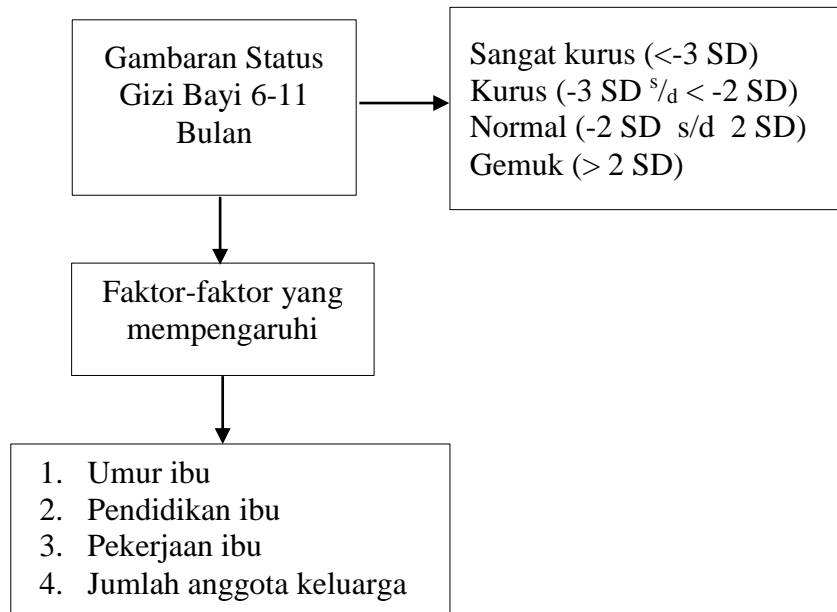 Gambaran Status
Gizi Bayi 6-11
Bulan
Sangat kurus (<-3 SD)
Kurus (-3 SD s/d < -2 SD)
Normal (-2 SD s/d 2 SD)
Gemuk (> 2 SD)
Faktor-faktor yang
mempengaruhi
1. Umur ibu
2. Pendidikan ibu
3. Pekerjaan ibu
4. Jumlah anggota keluarga